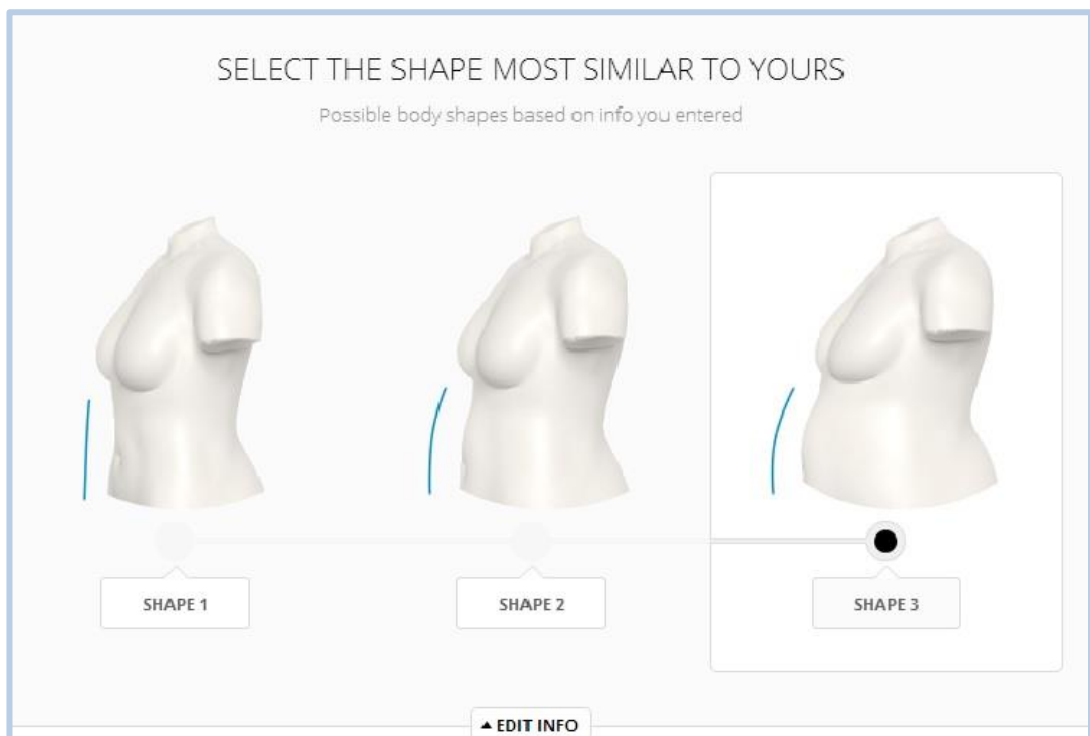 SELECT THE SHAPE MOST SIMILAR TO YOURS
Possible body shapes based on info you entered
SHAPE 1
SHAPE 2
SHAPE 3
EDIT INFO